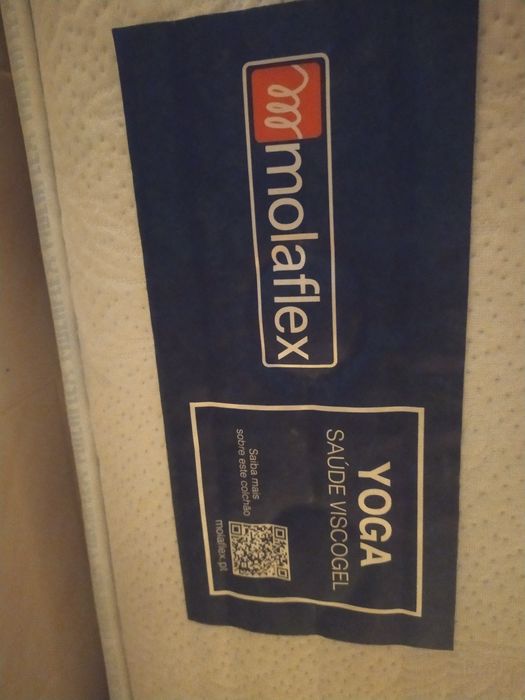 molaflex
YOGA
SAÚDE VISCOGEL
Saiba mais
sobre este colchão
molaflex.pt